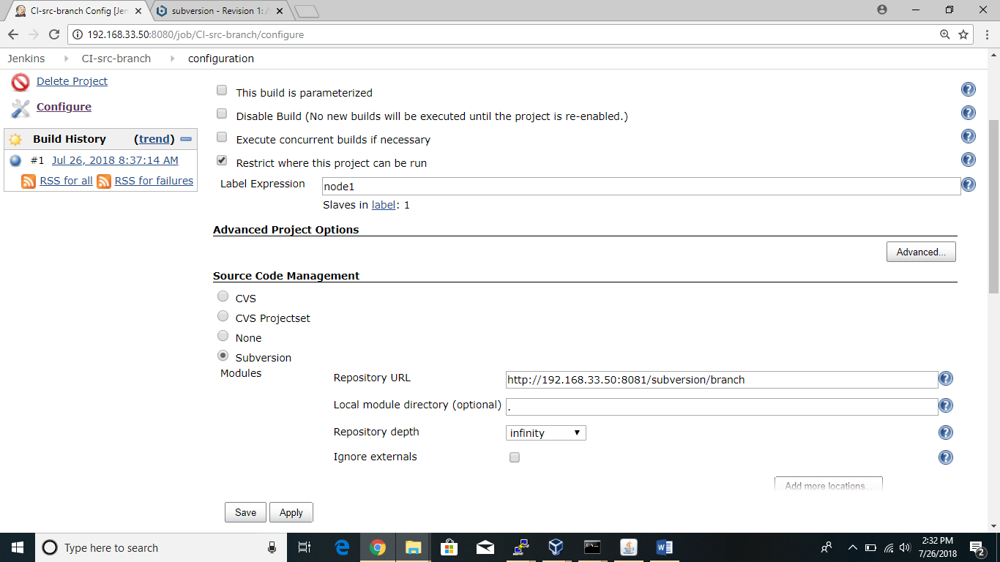 CI-src-branch Config [Jen
subversion - Revision 1: /
192.168.33.50:8080/job/CI-src-branch/configure
Jenkins CI-src-branch configuration
Delete Project
Configure
Build History (trend)
#1 Jul 26, 2018 8:37:14 AM
RSS for all RSS for failures
This build is parameterized
Disable Build (No new builds will be executed until the project is re-enabled.)
Execute concurrent builds if necessary
Restrict where this project can be run
Label Expression node1
Slaves in label: 1
Advanced Project Options
Advanced...
Source Code Management
CVS
CVS Projectset
None
Subversion
Modules
Repository URL http://192.168.33.50:8081/subversion/branch
Local module directory (optional) .
Repository depth infinity
Ignore externals
Add more locations...
Save Apply
Type here to search
2:32 PM
7/26/2018
2